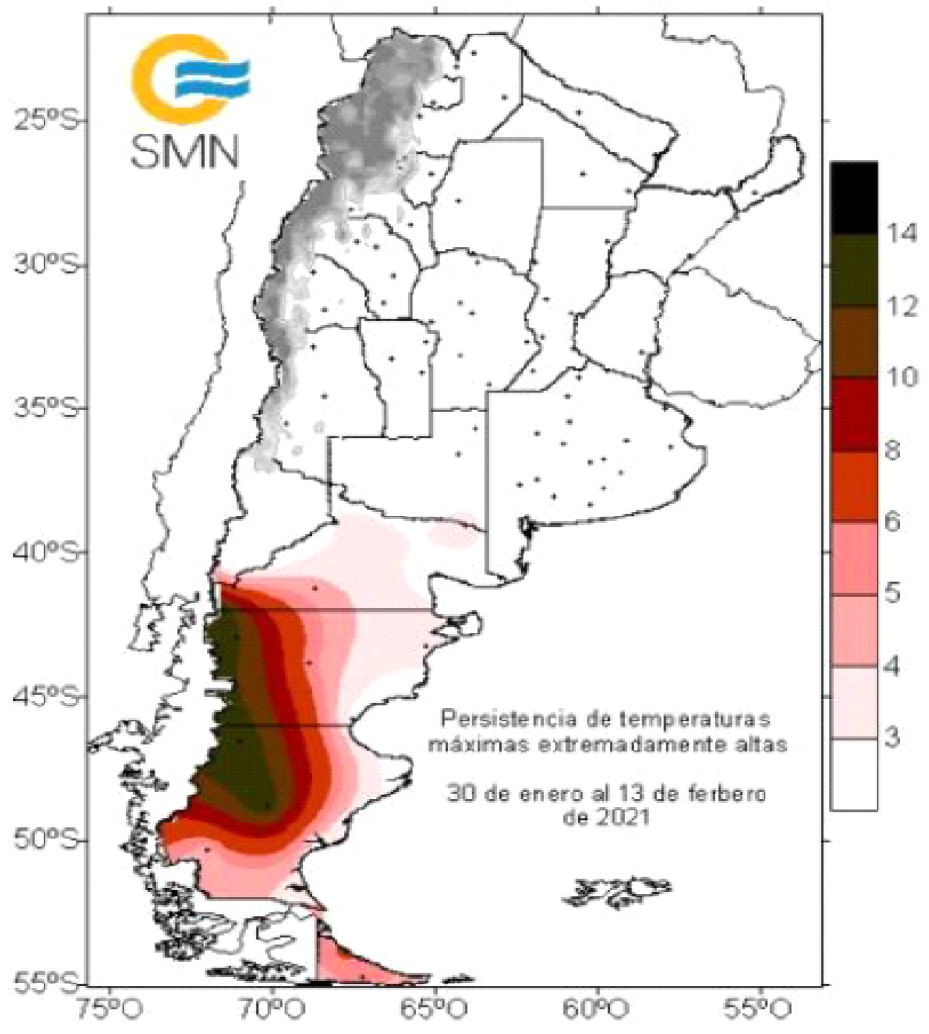 SMN
25ºS
30ºS
35ºS
40ºS
45ºS
50ºS
55ºS
75ºO
70ºO
65ºO
60ºO
55ºO
14
12
10
8
6
5
4
3
Persistencia de temperaturas
máximas extremadamente altas
30 de enero al 13 de ferbero
de 2021